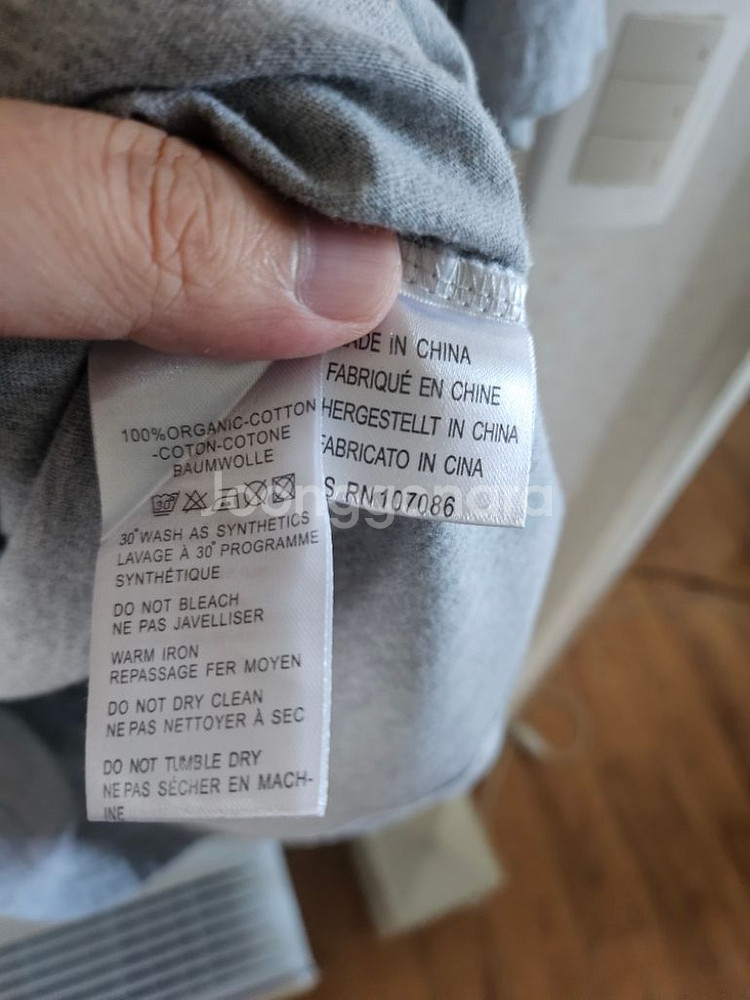 ADE IN CHINA
FABRIQUÉ EN CHINE
HERGESTELLT IN CHINA
FABRICATO IN CINA
S RN107086
100%ORGANIC-COTTON
-COTON-COTONE
BAUMWOLLE
30°
30°WASH AS SYNTHETICS
LAVAGE À 30° PROGRAMME
SYNTHÉTIQUE
DO NOT BLEACH
NE PAS JAVELLISER
WARM IRON
REPASSAGE FER MOYEN
DO NOT DRY CLEAN
NE PAS NETTOYER À SEC
DO NOT TUMBLE DRY
NE PAS SÉCHER EN MACH-
INE
Joonggonara